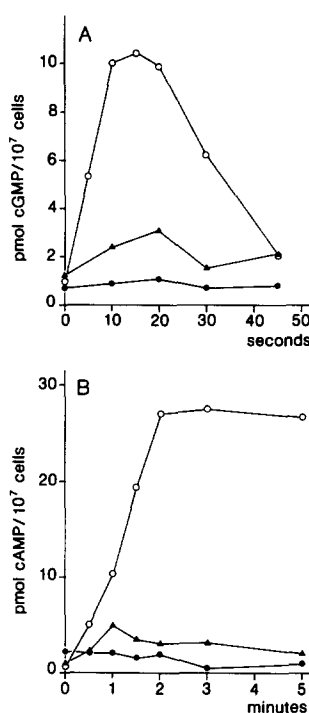 A
pmol cGMP/10⁷ cells
10
8
6
4
2
0
0 10 20 30 40 50
seconds
B
pmol cAMP/10⁷ cells
30
20
10
0
0 1 2 3 4 5
minutes